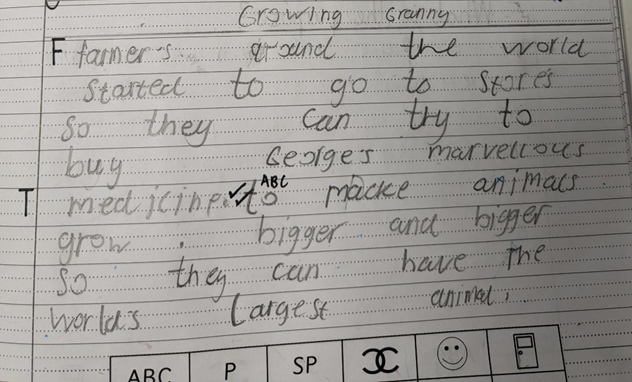 Growing Granny
F farmer's around the world
started to go to stores
so they can try to
buy George's marvellous
ABC
T medicine. to macke animals
grow. bigger and bigger
so they can have the
world's largest animal.
ABC P SP